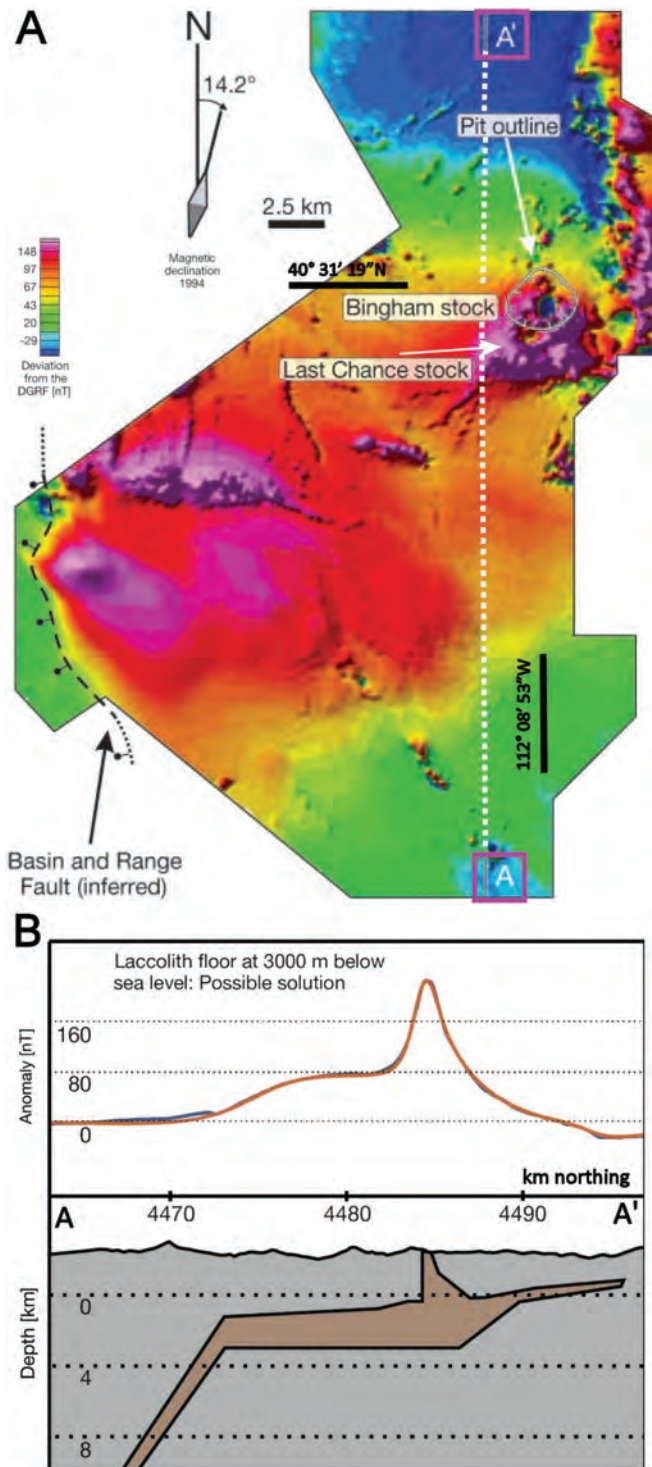 A
N
14.2°
A'
Pit outline
2.5 km
Magnetic
declination
1994
40° 31' 19"N
148
97
67
43
20
-29
Deviation
from the
DGRF [nT]
Bingham stock
Last Chance stock
112° 08' 53"W
Basin and Range
Fault (inferred)
A
B
Laccolith floor at 3000 m below
sea level: Possible solution
Anomaly [nT]
160
80
0
km northing
A
4470
4480
4490
A'
Depth [km]
0
4
8